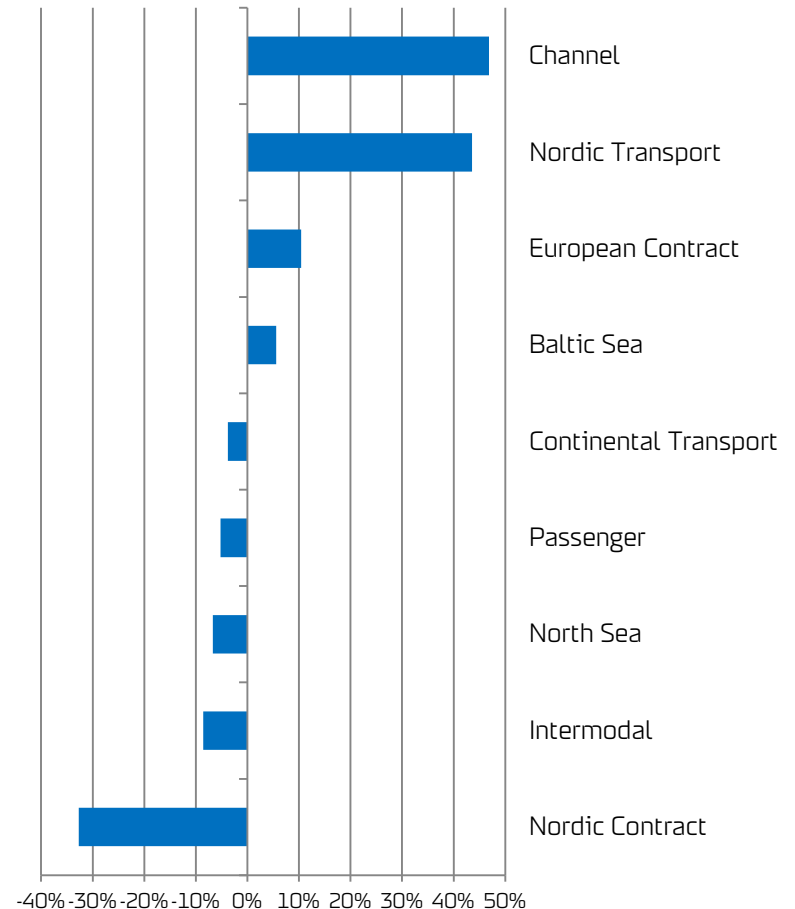 Channel
Nordic Transport
European Contract
Baltic Sea
Continental Transport
Passenger
North Sea
Intermodal
Nordic Contract
-40% -30% -20% -10% 0% 10% 20% 30% 40% 50%